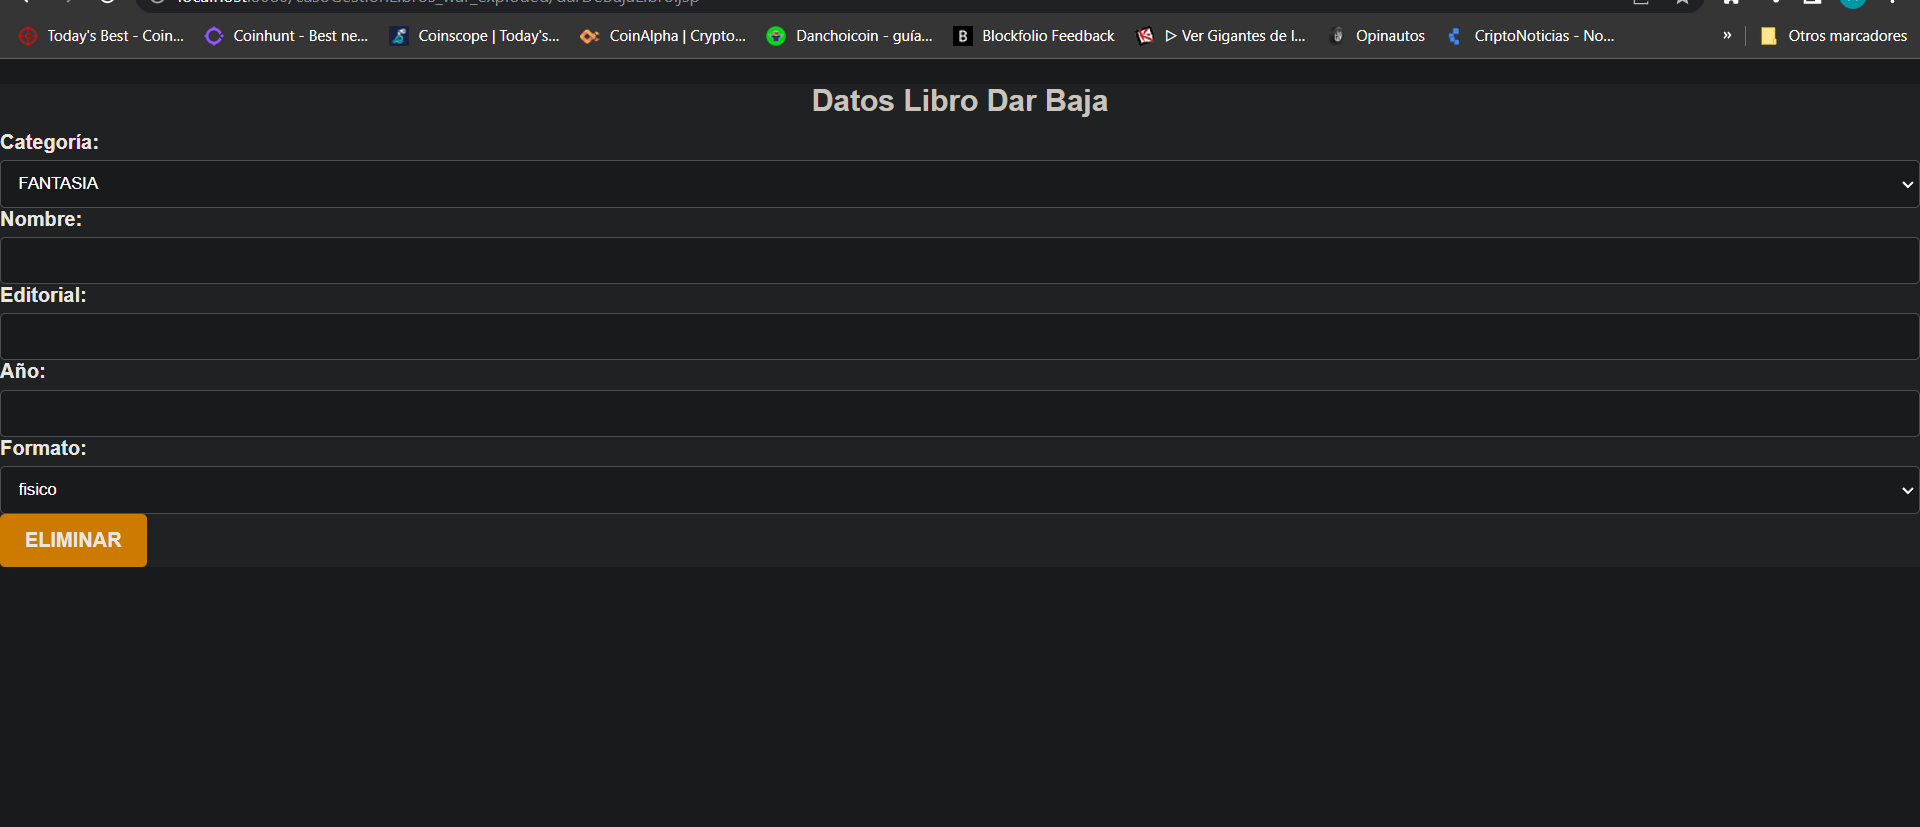 Today's Best - Coin... Coinhunt - Best ne... Coinscope | Today's... CoinAlpha | Crypto... Danchoicoin - guía... B Blockfolio Feedback ▷ Ver Gigantes de l... Opinautos CriptoNoticias - No... » Otros marcadores
Datos Libro Dar Baja
Categoría:
FANTASIA
Nombre:
Editorial:
Año:
Formato:
fisico
ELIMINAR